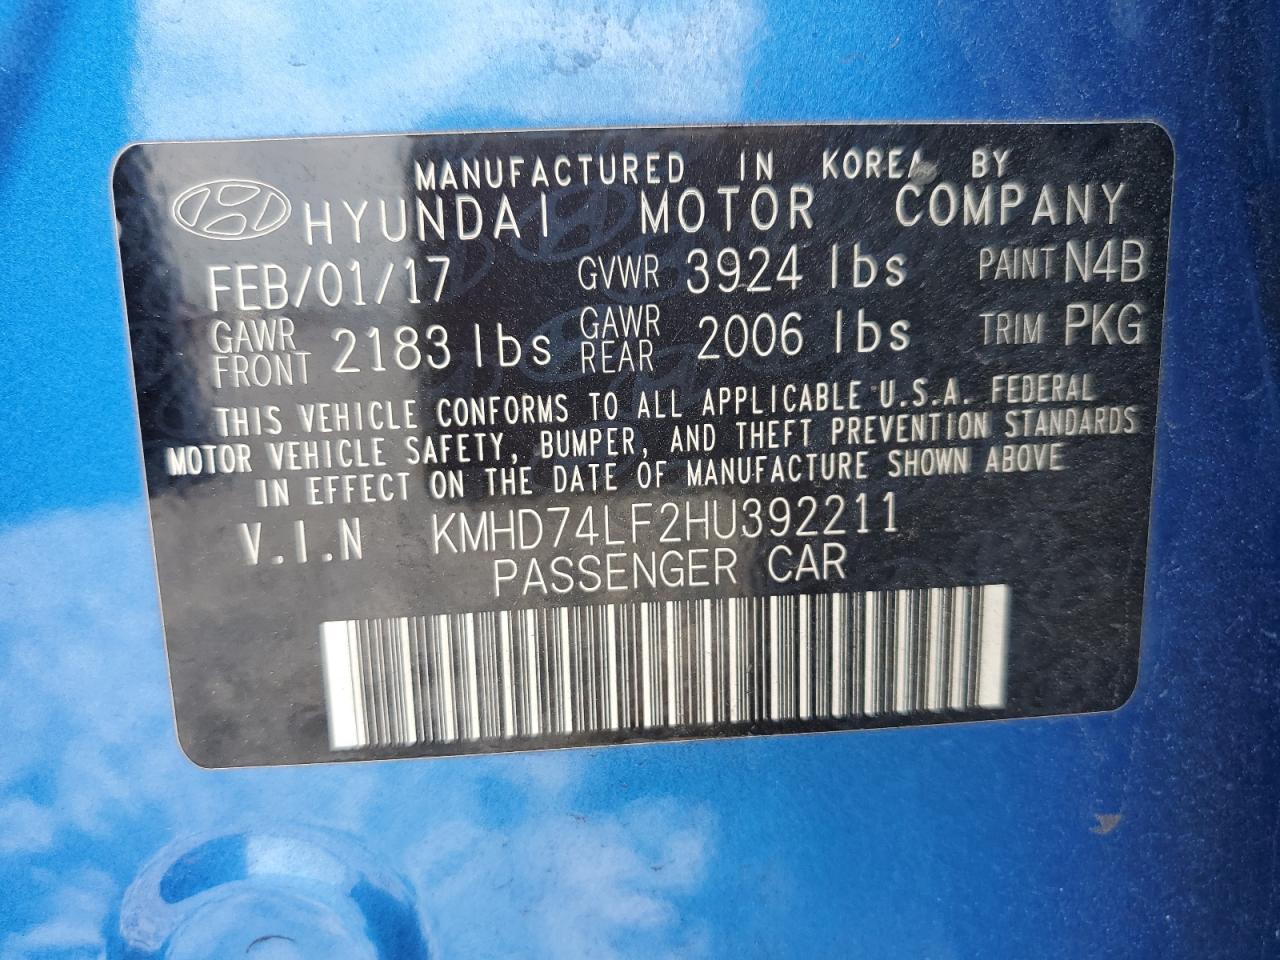 MANUFACTURED IN KOREA BY
HYUNDAI MOTOR COMPANY
FEB/01/17 GVWR 3924 lbs PAINT N4B
GAWR FRONT 2183 lbs GAWR REAR 2006 lbs TRIM PKG
THIS VEHICLE CONFORMS TO ALL APPLICABLE U.S.A. FEDERAL
MOTOR VEHICLE SAFETY, BUMPER, AND THEFT PREVENTION STANDARDS
IN EFFECT ON THE DATE OF MANUFACTURE SHOWN ABOVE
V.I.N KMHD74LF2HU392211
PASSENGER CAR